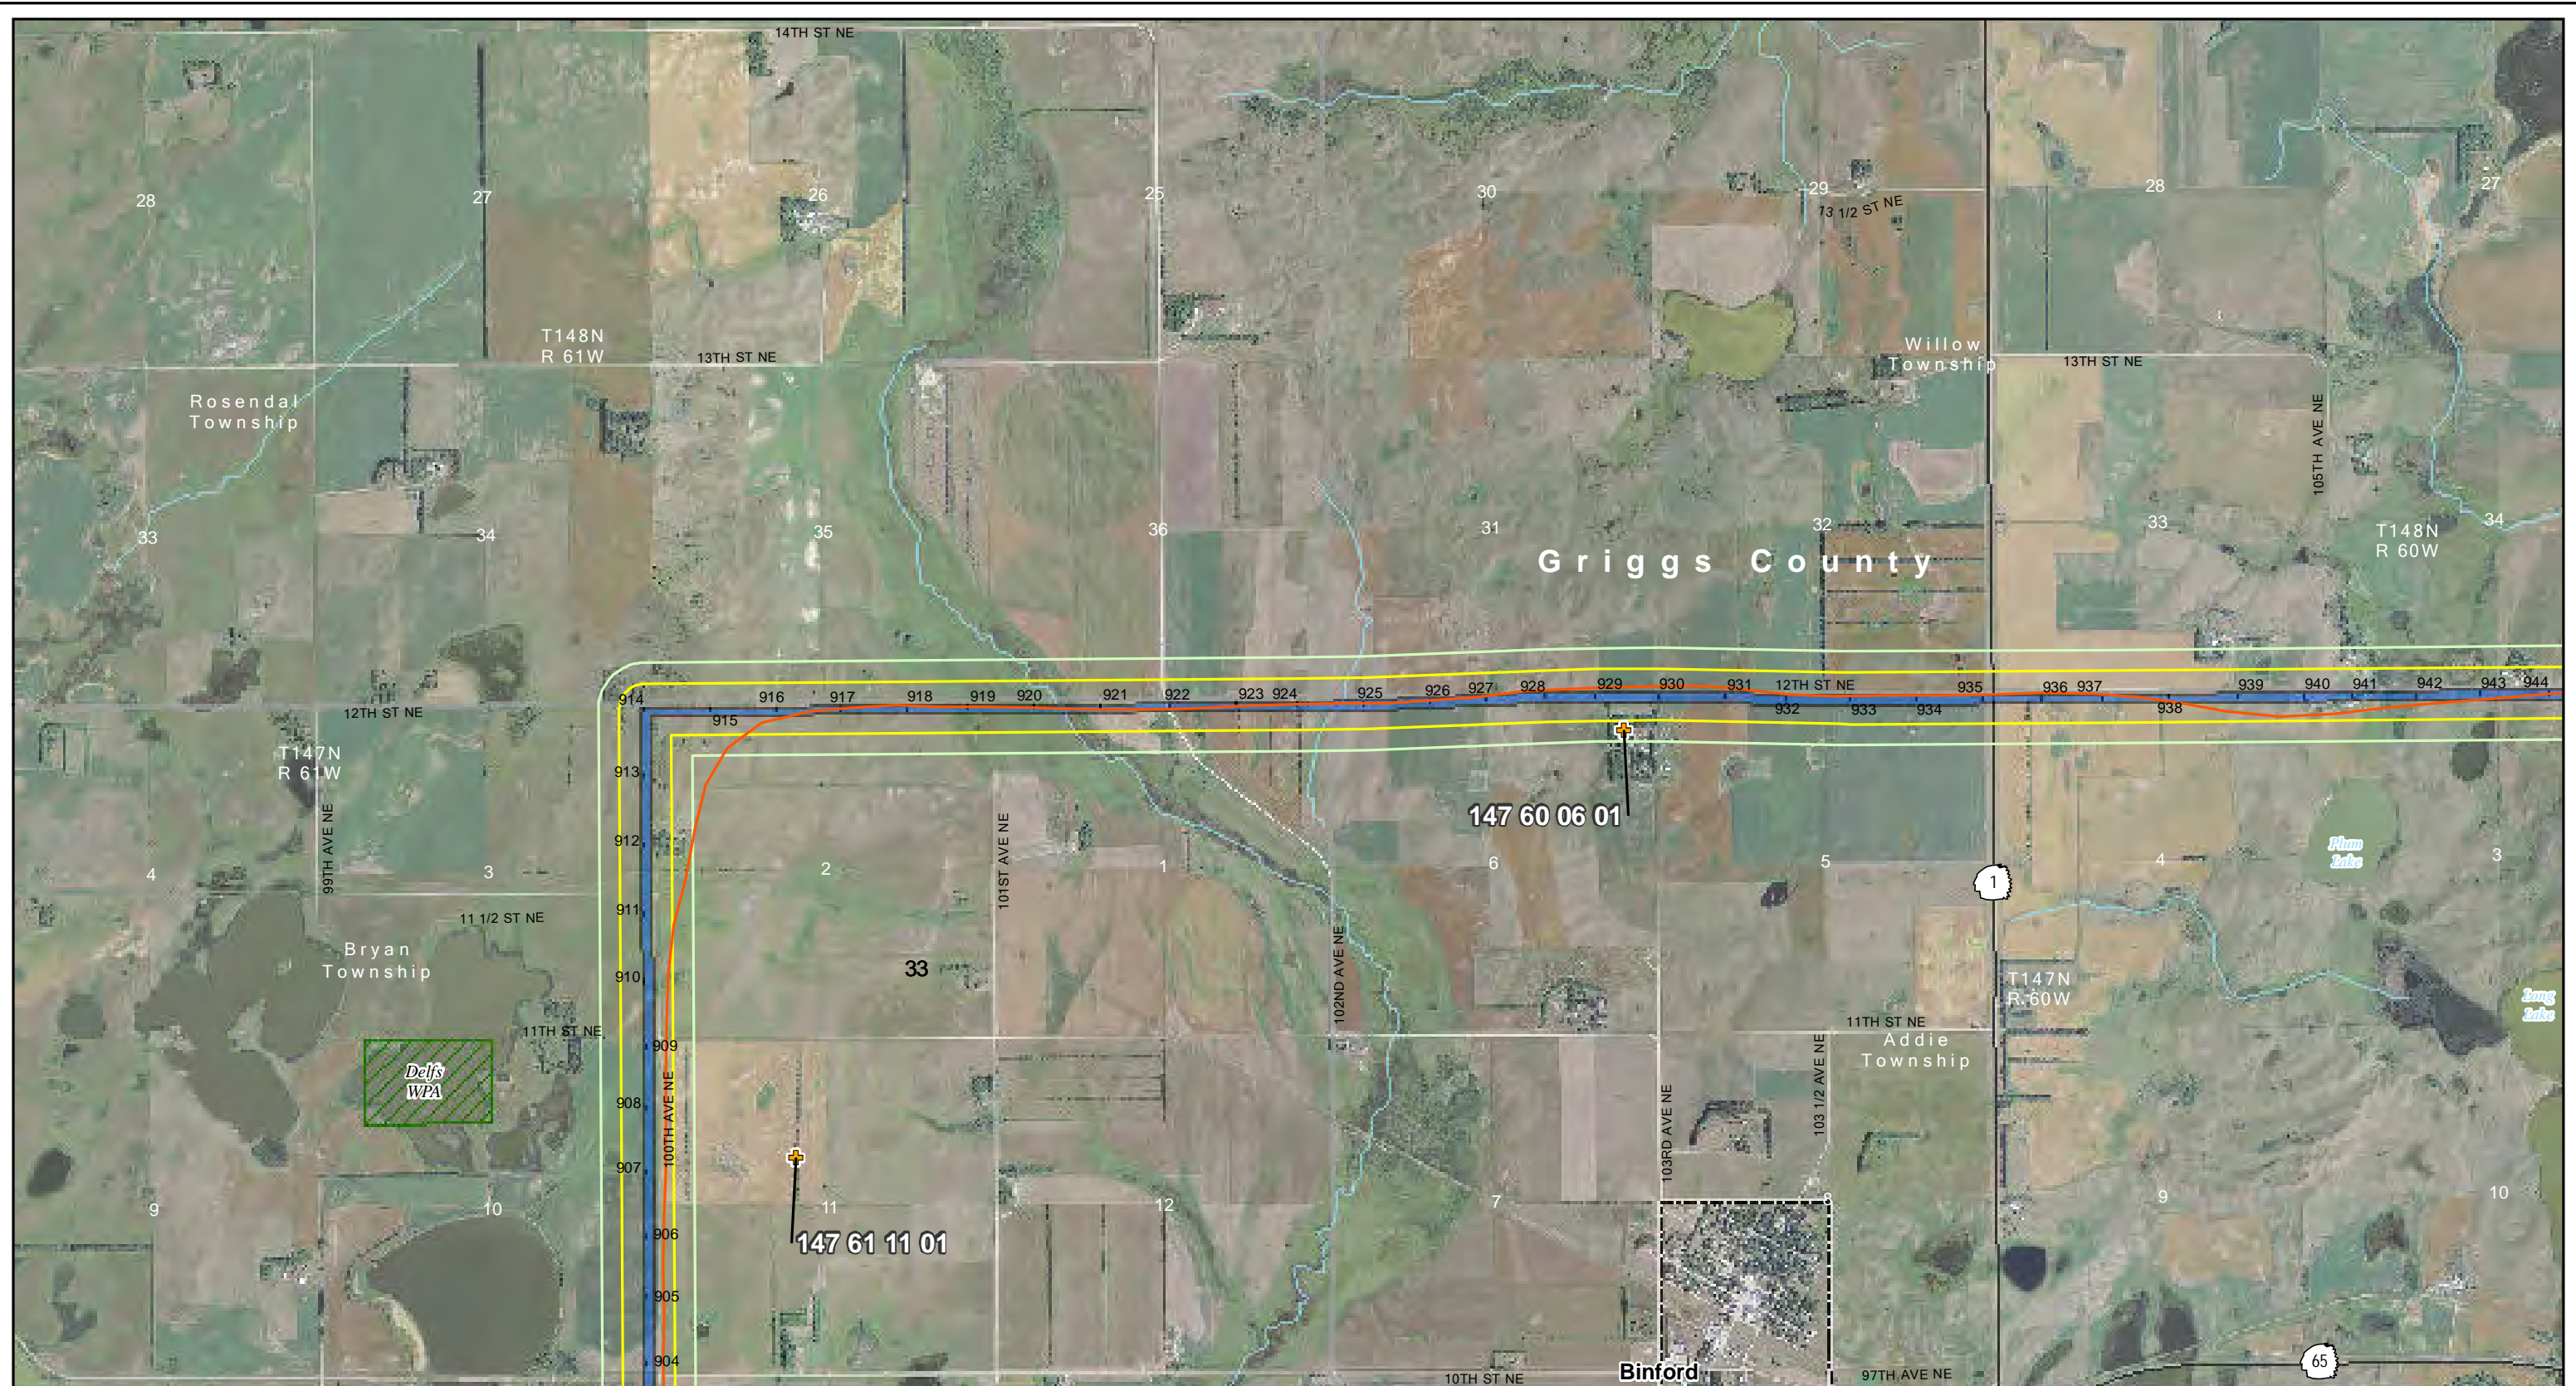 14TH ST NE
28
27
26
25
30
29
28
27
13 1/2 ST NE
T148N
R 61W
13TH ST NE
Willow
Township
13TH ST NE
Rosendal
Township
105TH AVE NE
33
34
35
36
31
32
33
34
T148N
R 60W
Griggs County
914
915
916
917
918
919
920
921
922
923
924
925
926
927
928
929
930
931
12TH ST NE
932
933
934
935
936
937
938
939
940
941
942
943
944
12TH ST NE
T147N
R 61W
913
912
911
910
909
908
907
906
905
904
147 60 06 01
99TH AVE NE
101ST AVE NE
4
3
2
1
6
5
1
4
Plum
Lake
3
11 1/2 ST NE
Bryan
Township
33
102ND AVE NE
T147N
R 60W
Long
Lake
11TH ST NE
11TH ST NE
Addie
Township
Delfs
WPA
100TH AVE NE
103RD AVE NE
103 1/2 AVE NE
9
10
11
12
7
8
9
10
147 61 11 01
Binford
10TH ST NE
97TH AVE NE
65